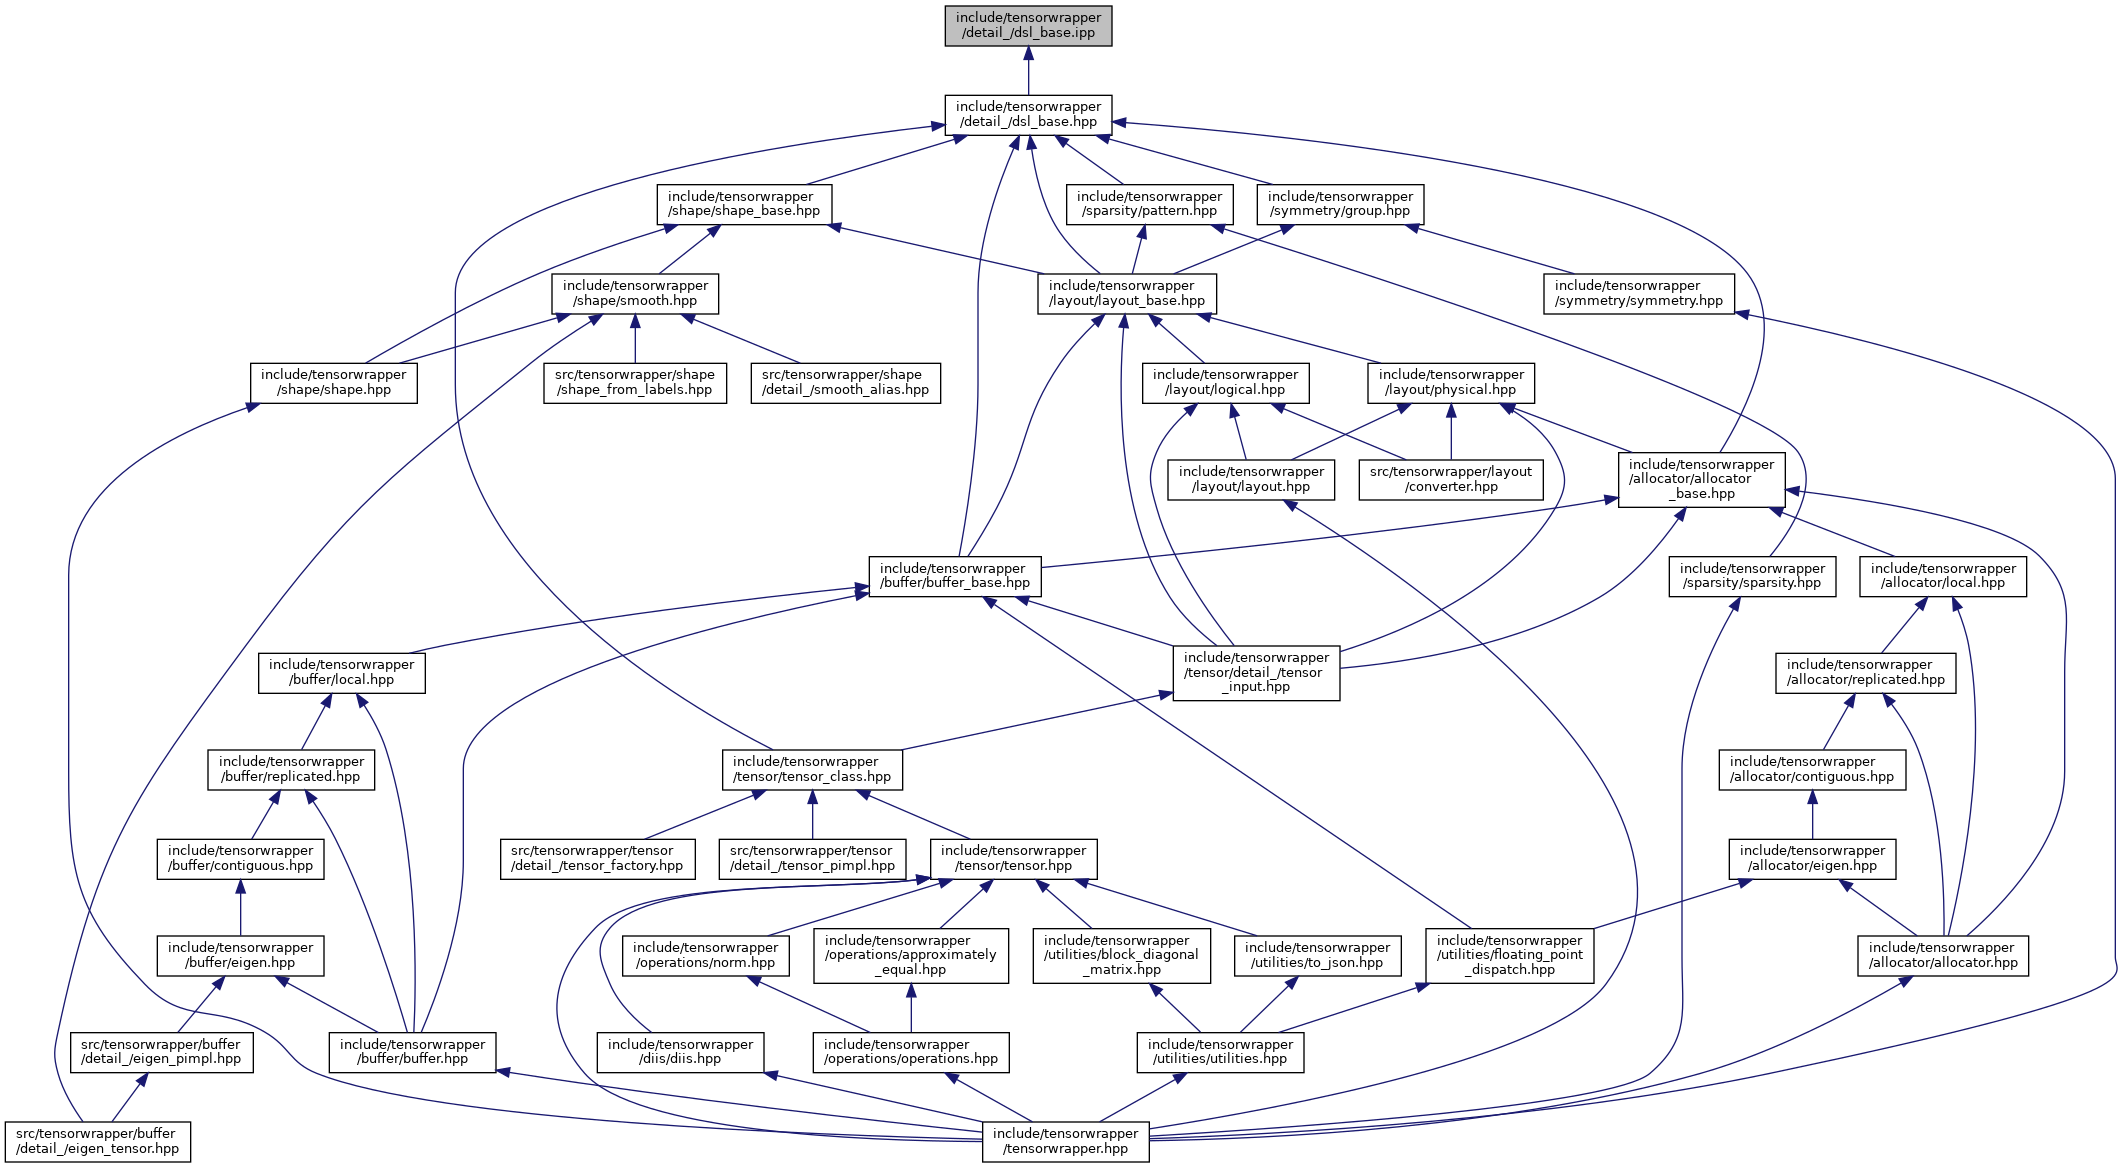 include/tensorwrapper
/detail_/dsl_base.ipp
include/tensorwrapper
/detail_/dsl_base.hpp
include/tensorwrapper
/shape/shape_base.hpp
include/tensorwrapper
/sparsity/pattern.hpp
include/tensorwrapper
/symmetry/group.hpp
include/tensorwrapper
/shape/smooth.hpp
include/tensorwrapper
/layout/layout_base.hpp
include/tensorwrapper
/symmetry/symmetry.hpp
include/tensorwrapper
/shape/shape.hpp
src/tensorwrapper/shape
/shape_from_labels.hpp
src/tensorwrapper/shape
/detail_/smooth_alias.hpp
include/tensorwrapper
/layout/logical.hpp
include/tensorwrapper
/layout/physical.hpp
include/tensorwrapper
/layout/layout.hpp
src/tensorwrapper/layout
/converter.hpp
include/tensorwrapper
/allocator/allocator
_base.hpp
include/tensorwrapper
/buffer/buffer_base.hpp
include/tensorwrapper
/sparsity/sparsity.hpp
include/tensorwrapper
/allocator/local.hpp
include/tensorwrapper
/buffer/local.hpp
include/tensorwrapper
/tensor/detail_/tensor
_input.hpp
include/tensorwrapper
/allocator/replicated.hpp
include/tensorwrapper
/buffer/replicated.hpp
include/tensorwrapper
/tensor/tensor_class.hpp
include/tensorwrapper
/allocator/contiguous.hpp
include/tensorwrapper
/buffer/contiguous.hpp
src/tensorwrapper/tensor
/detail_/tensor_factory.hpp
src/tensorwrapper/tensor
/detail_/tensor_pimpl.hpp
include/tensorwrapper
/tensor/tensor.hpp
include/tensorwrapper
/allocator/eigen.hpp
include/tensorwrapper
/buffer/eigen.hpp
include/tensorwrapper
/operations/norm.hpp
include/tensorwrapper
/operations/approximately
_equal.hpp
include/tensorwrapper
/utilities/block_diagonal
_matrix.hpp
include/tensorwrapper
/utilities/to_json.hpp
include/tensorwrapper
/utilities/floating_point
_dispatch.hpp
include/tensorwrapper
/allocator/allocator.hpp
src/tensorwrapper/buffer
/detail_/eigen_pimpl.hpp
include/tensorwrapper
/buffer/buffer.hpp
include/tensorwrapper
/diis/diis.hpp
include/tensorwrapper
/operations/operations.hpp
include/tensorwrapper
/utilities/utilities.hpp
src/tensorwrapper/buffer
/detail_/eigen_tensor.hpp
include/tensorwrapper
/tensorwrapper.hpp